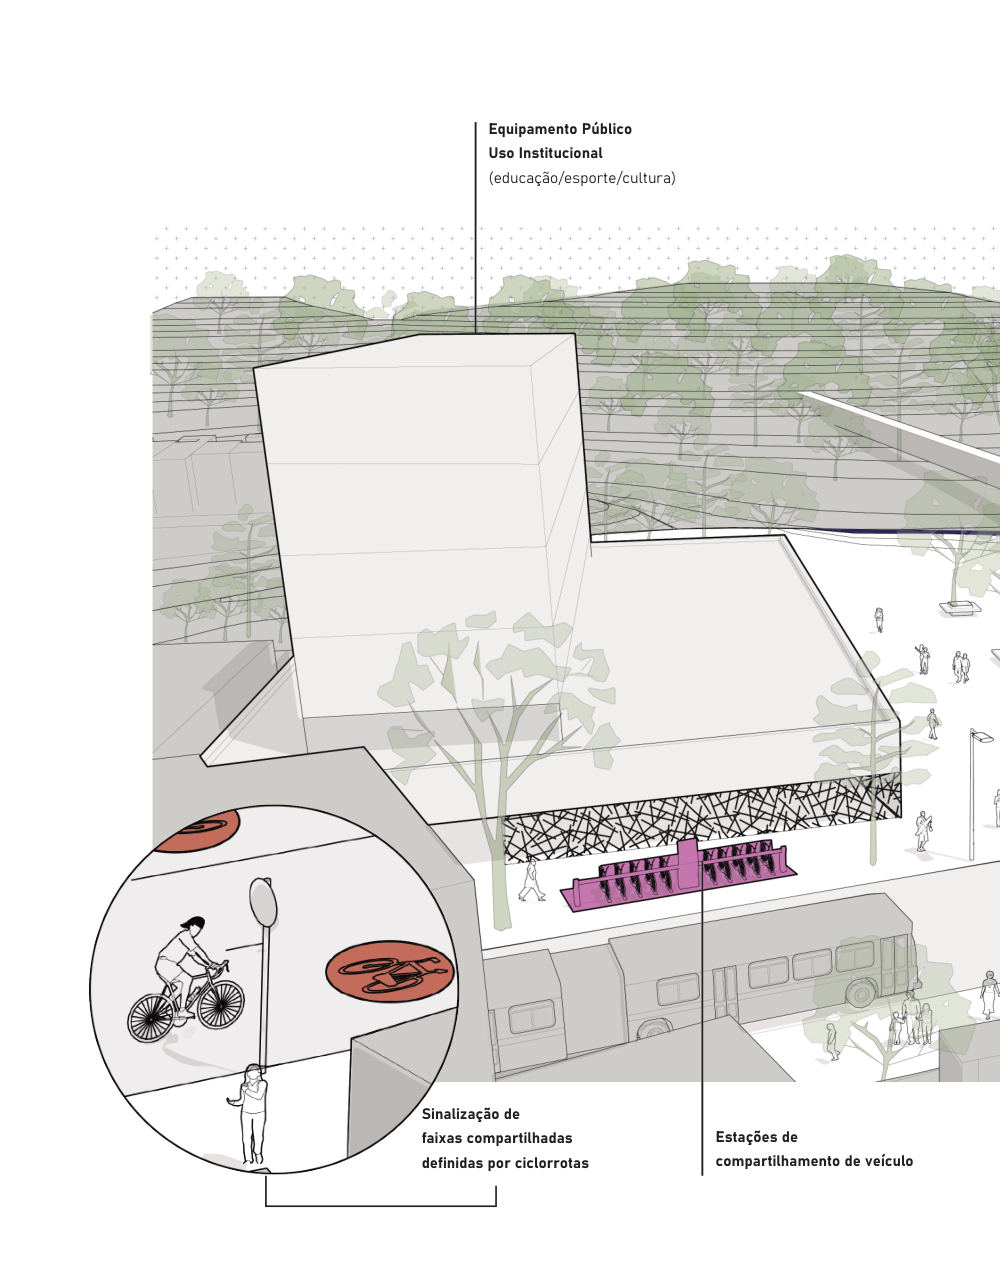 Equipamento Público
Uso Institucional
(educação/esporte/cultura)
Sinalização de
faixas compartilhadas
definidas por ciclorrotas
Estações de
compartilhamento de veículo